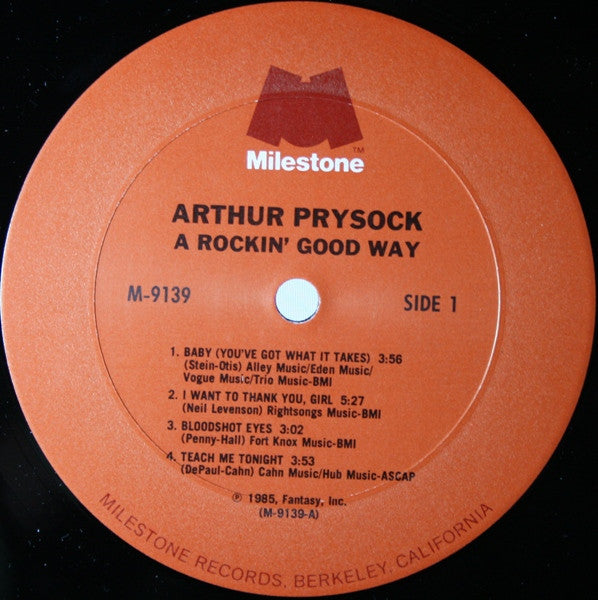 Milestone™
ARTHUR PRYSOCK
A ROCKIN' GOOD WAY
M-9139
SIDE 1
1. BABY (YOU'VE GOT WHAT IT TAKES) 3:56
(Stein-Otis) Alley Music/Eden Music/
Vogue Music/Trio Music-BMI
2. I WANT TO THANK YOU, GIRL 5:27
(Neil Levenson) Rightsongs Music-BMI
3. BLOODSHOT EYES 3:02
(Penny-Hall) Fort Knox Music-BMI
4. TEACH ME TONIGHT 3:53
(DePaul-Cahn) Cahn Music/Hub Music-ASCAP
℗ 1985, Fantasy, Inc.
(M-9139-A)
MILESTONE RECORDS, BERKELEY, CALIFORNIA